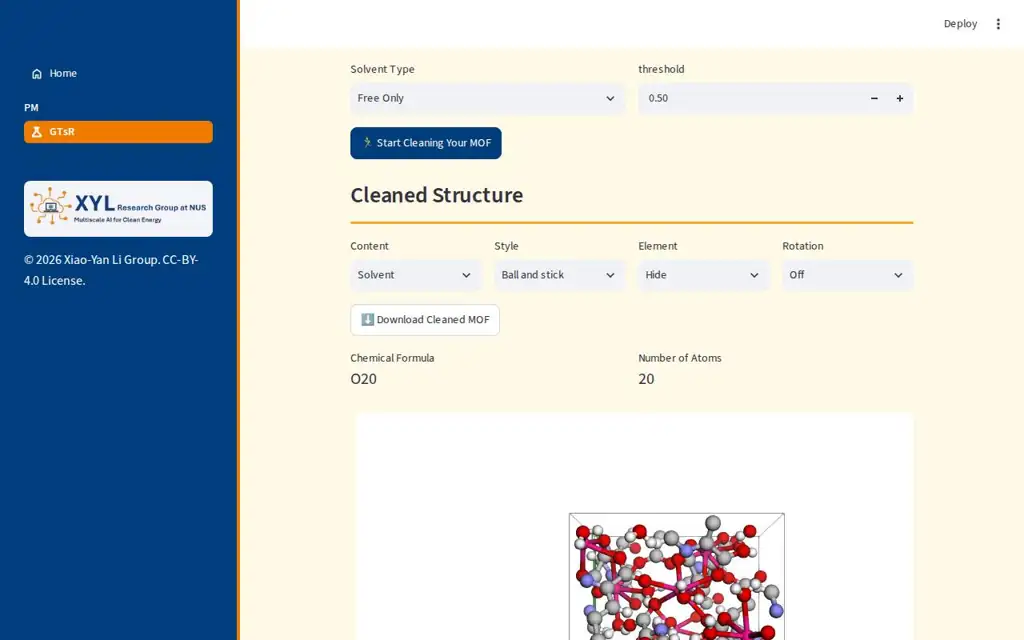 Deploy
Home
PM
GTsR
XYL Research Group at NUS
Multiscale AI for Clean Energy
© 2026 Xiao-Yan Li Group. CC-BY-
4.0 License.
Solvent Type
threshold
Free Only
0.50
Start Cleaning Your MOF
Cleaned Structure
Content
Style
Element
Rotation
Solvent
Ball and stick
Hide
Off
Download Cleaned MOF
Chemical Formula
Number of Atoms
O20
20